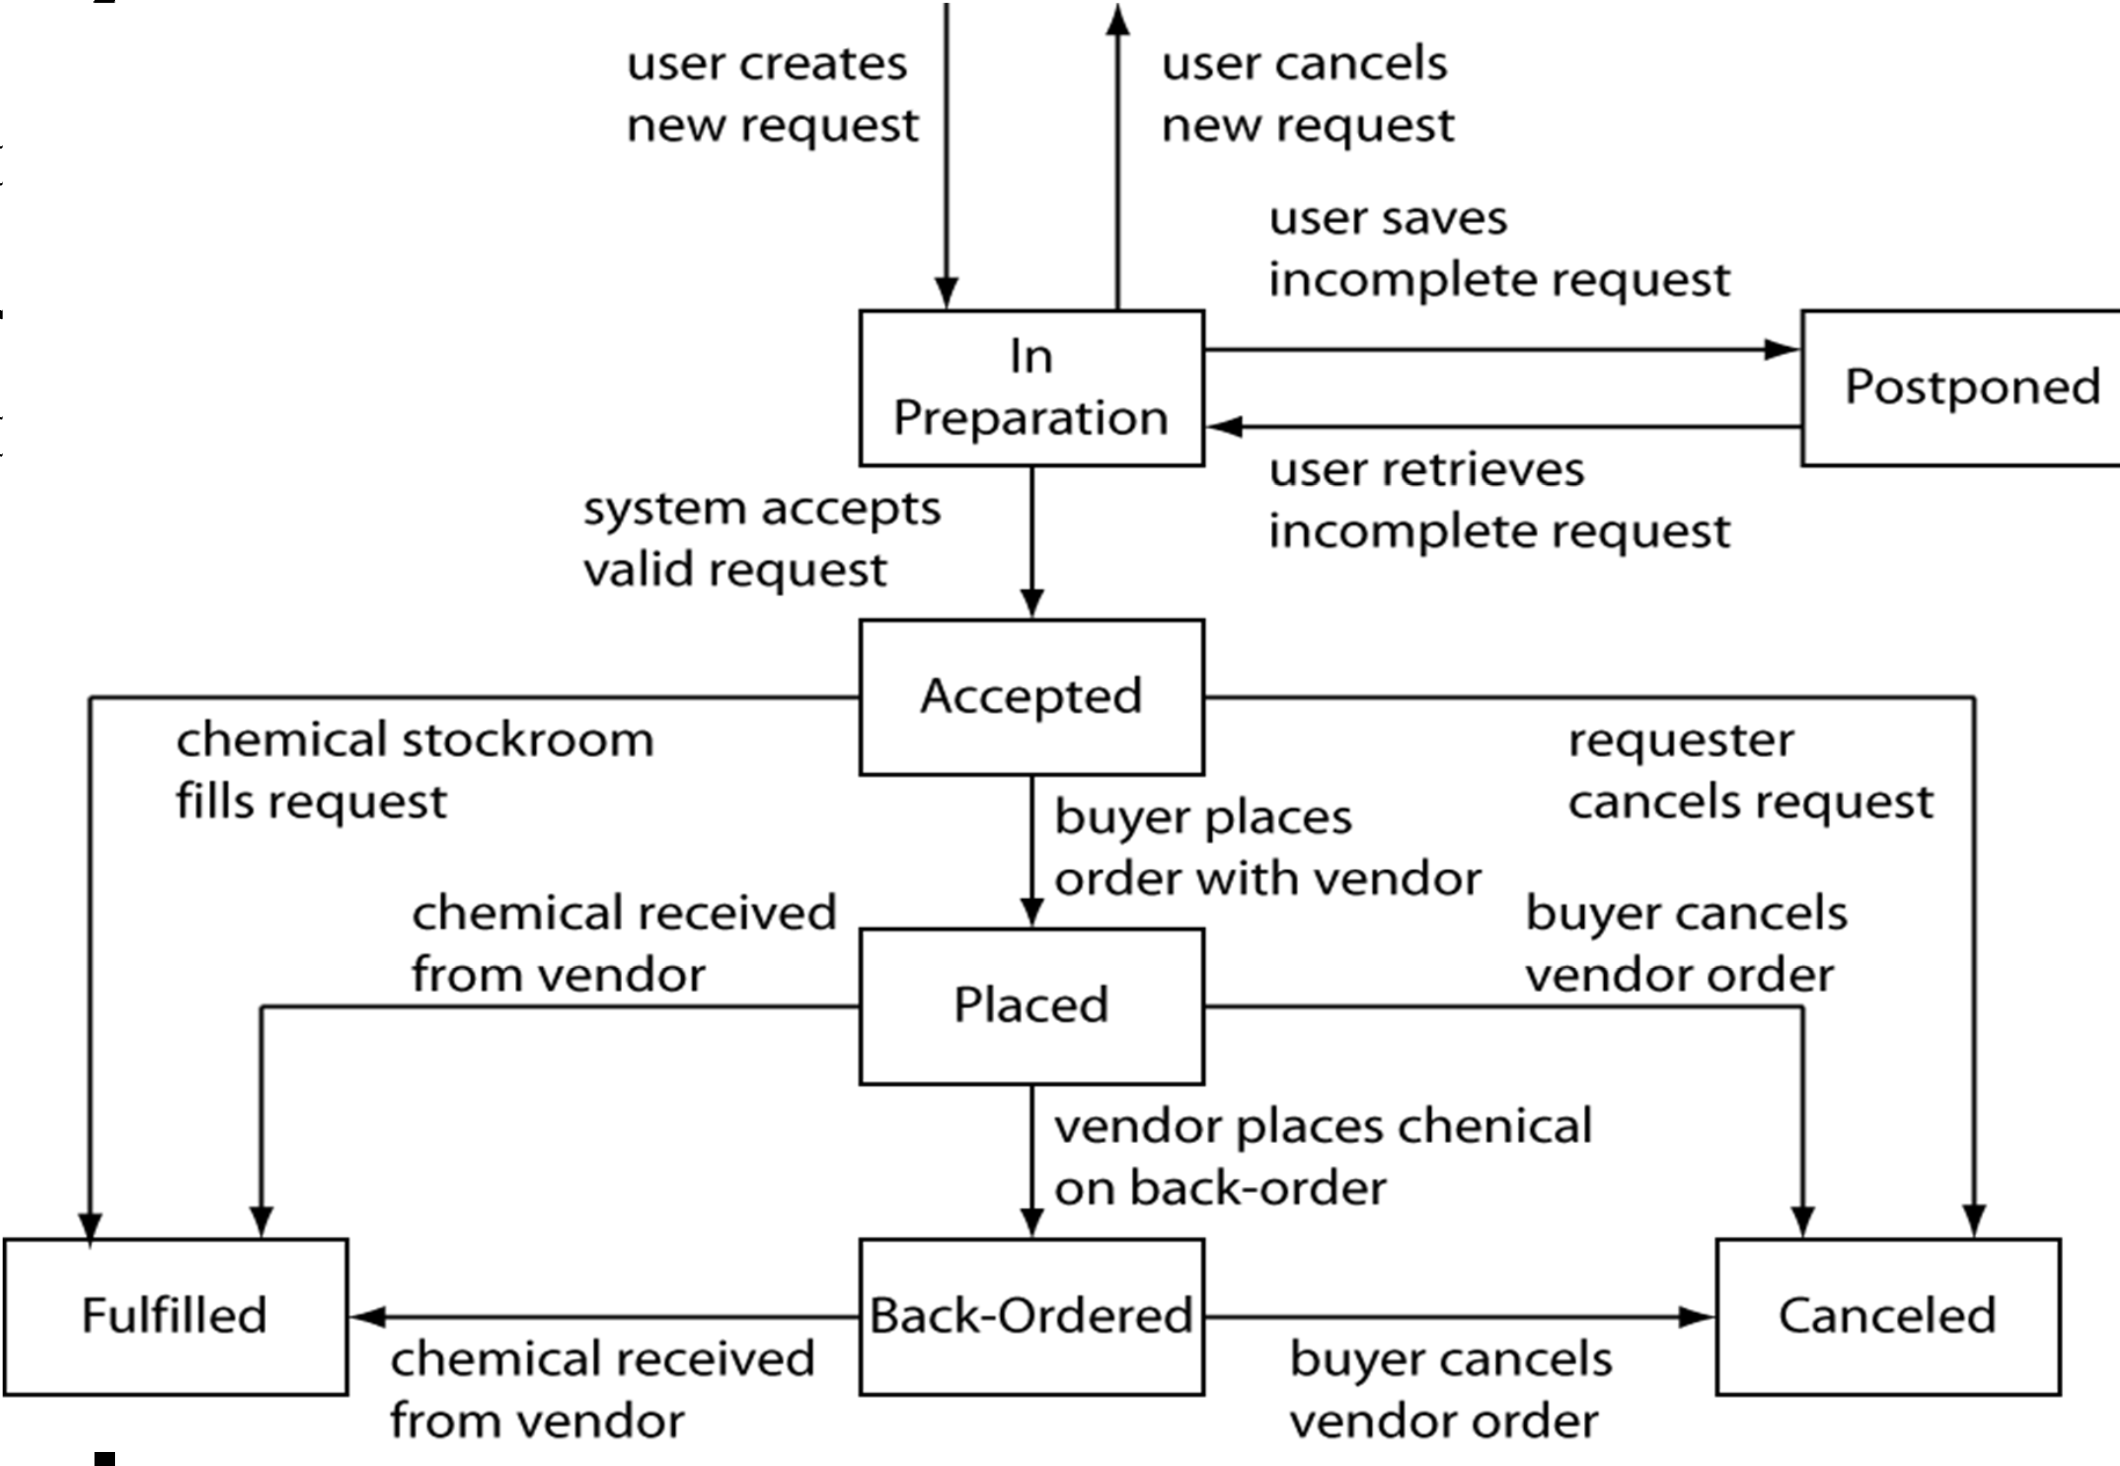 user creates
new request
user cancels
new request
user saves
incomplete request
In
Preparation
Postponed
user retrieves
incomplete request
system accepts
valid request
Accepted
chemical stockroom
fills request
requester
cancels request
buyer places
order with vendor
chemical received
from vendor
buyer cancels
vendor order
Placed
vendor places chenical
on back-order
Fulfilled
Back-Ordered
Canceled
chemical received
from vendor
buyer cancels
vendor order